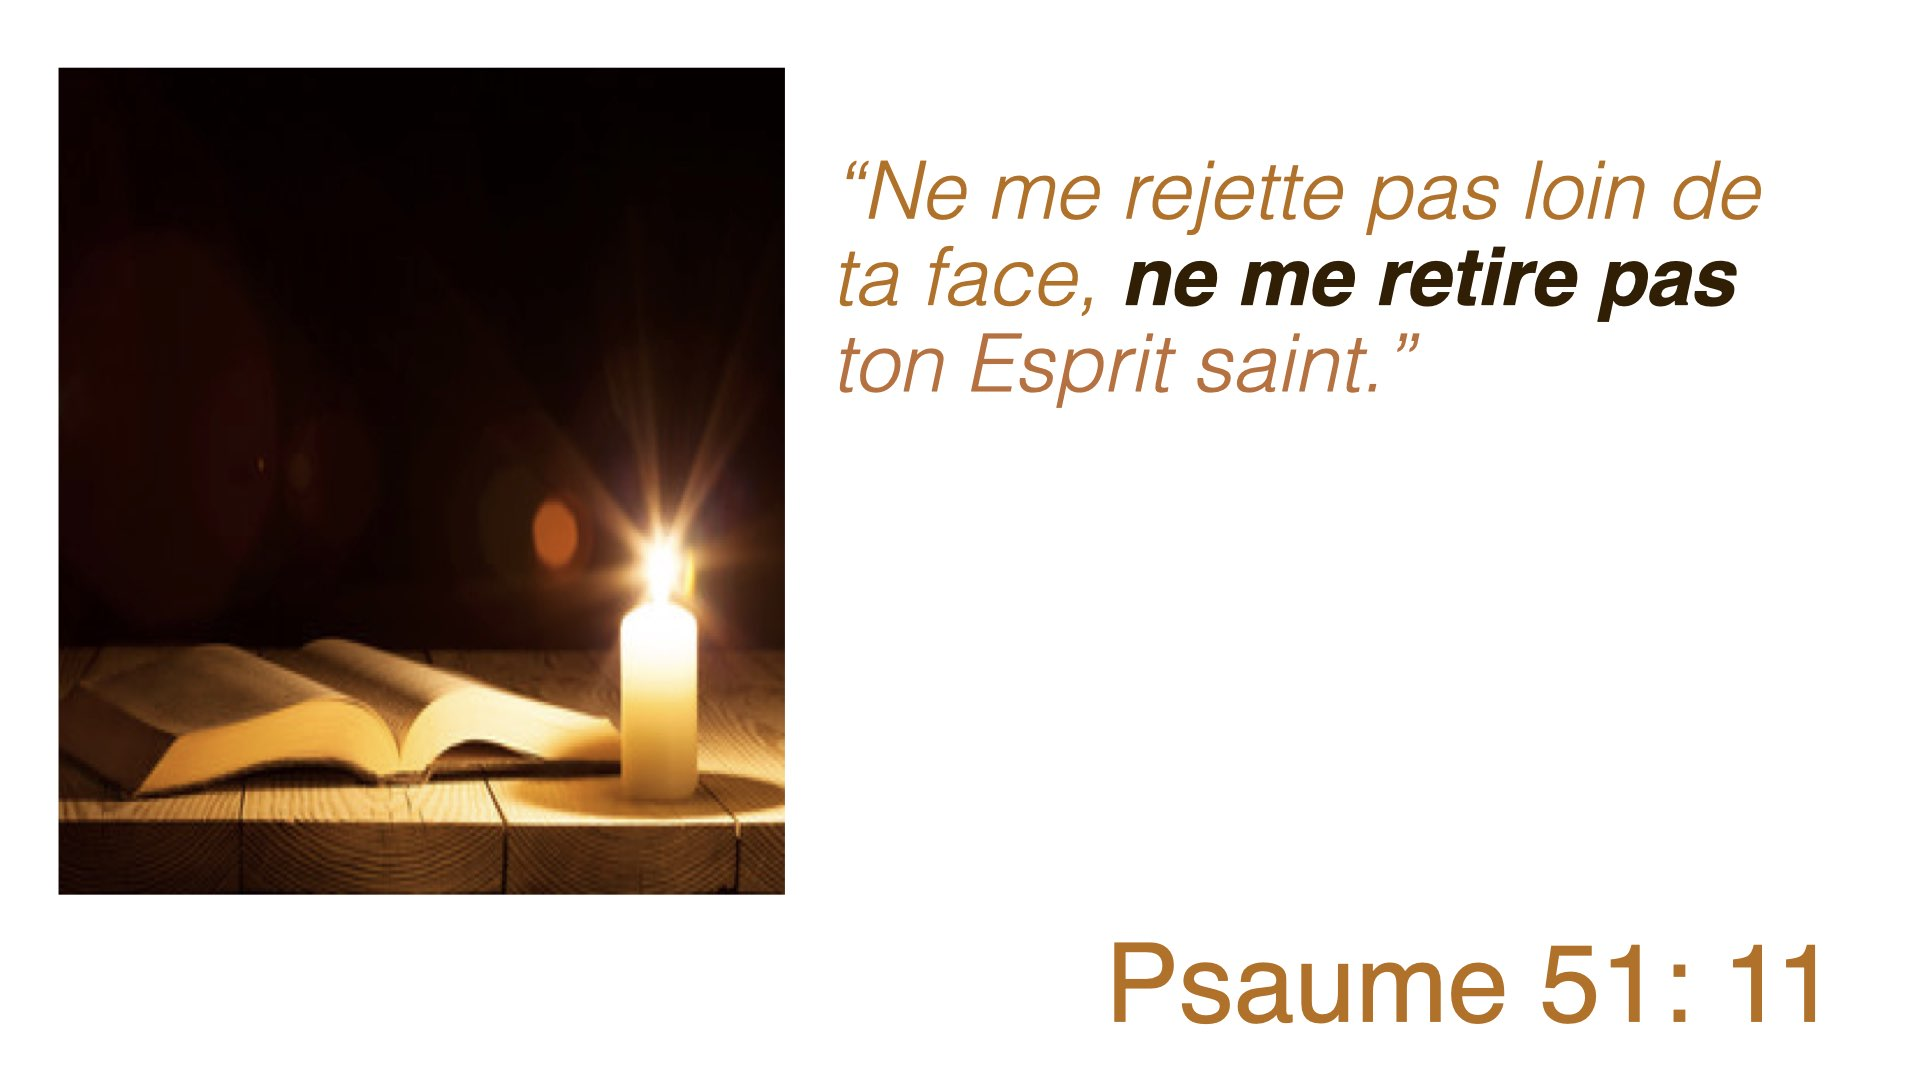 “Ne me rejette pas loin de
ta face, ne me retire pas
ton Esprit saint.”
Psaume 51: 11